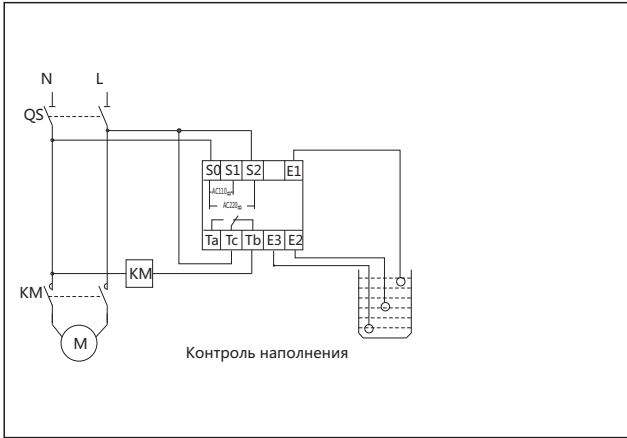 N L
QS
S0 S1 S2 E1
AC110
AC220
Ta Tc Tb E3 E2
KM
KM
M
Контроль наполнения